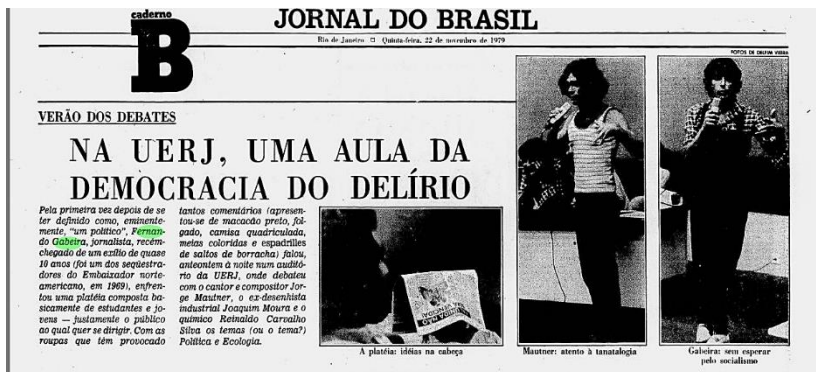 caderno
B
JORNAL DO BRASIL
Rio de Janeiro □ Quinta-feira, 22 de novembro de 1979
FOTOS DE DELFIM VIEIRA
VERÃO DOS DEBATES
NA UERJ, UMA AULA DA
DEMOCRACIA DO DELÍRIO
Pela primeira vez depois de se
ter definido como, eminente-
mente, "um político", Fernan-
do Gabeira, jornalista, recém-
chegado de um exílio de quase
10 anos (foi um dos seqüestra-
dores do Embaixador norte-
americano, em 1969), enfren-
tou uma platéia composta ba-
sicamente de estudantes e jo-
vens — justamente o público
ao qual quer se dirigir. Com as
roupas que têm provocado
tantos comentários (apresen-
tou-se de macacão preto, fol-
gado, camisa quadriculada,
meias coloridas e espadrilles
de saltos de borracha) falou,
anteontem à noite num auditó-
rio da UERJ, onde debateu
com o cantor e compositor Jor-
ge Mautner, o ex-desenhista
industrial Joaquim Moura e o
químico Reinaldo Carvalho
Silva os temas (ou o tema?)
Política e Ecologia.
A platéia: idéias na cabeça
Mautner: atento à tanatalogia
Gabeira: sem esperar
pelo socialismo